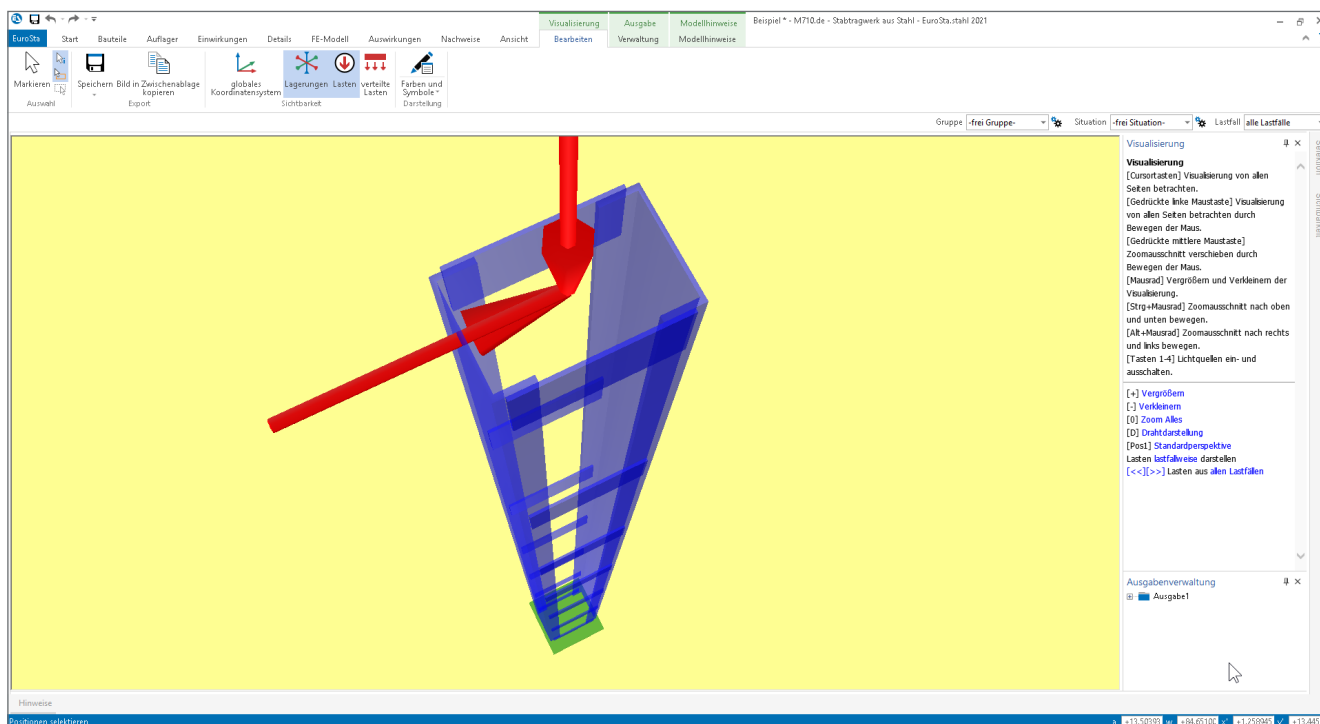 Visualisierung Ausgabe Modellhinweise Beispiel * - M710.de - Stabtragwerk aus Stahl - EuroSta.stahl 2021
EuroSta Start Bauteile Auflager Einwirkungen Details FE-Modell Auswirkungen Nachweise Ansicht Bearbeiten Verwaltung Modellhinweise
Markieren Speichern Bild in Zwischenablage kopieren globales Koordinatensystem Lagerungen Lasten verteilte Lasten Farben und Symbole
Auswahl Export Sichtbarkeit Darstellung
Gruppe -frei Gruppe- Situation -frei Situation- Lastfall alle Lastfälle
Visualisierung
Visualisierung
[Cursortasten] Visualisierung von allen
Seiten betrachten.
[Gedrückte linke Maustaste] Visualisierung
von allen Seiten betrachten durch
Bewegen der Maus.
[Gedrückte mittlere Maustaste]
Zoomausschnitt verschieben durch
Bewegen der Maus.
[Mausrad] Vergrößern und Verkleinern der
Visualisierung.
[Strg+Mausrad] Zoomausschnitt nach oben
und unten bewegen.
[Alt+Mausrad] Zoomausschnitt nach rechts
und links bewegen.
[Tasten 1-4] Lichtquellen ein- und
ausschalten.
[+] Vergrößern
[-] Verkleinern
[0] Zoom Alles
[D] Drahtdarstellung
[Pos1] Standardperspektive
Lasten lastfallweise darstellen
[<<][>>] Lasten aus allen Lastfällen
Ausgabenverwaltung
Ausgabe1
Hinweise
Positionen selektieren